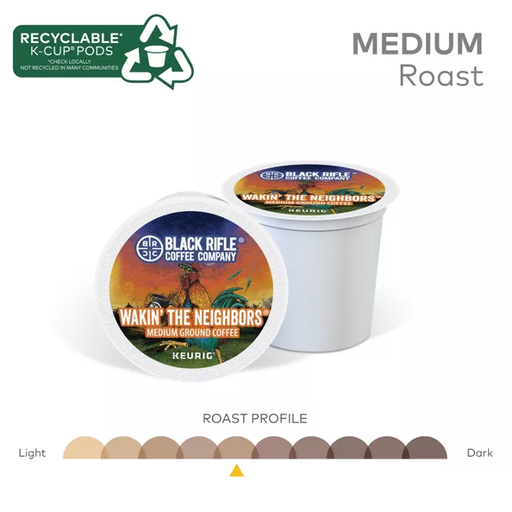 RECYCLABLE*
K-CUP® PODS
*CHECK LOCALLY
NOT RECYCLED IN MANY COMMUNITIES
MEDIUM
Roast
BLACK RIFLE®
COFFEE COMPANY
WAKIN' THE NEIGHBORS®
MEDIUM GROUND COFFEE
KEURIG
BRCC
BLACK RIFLE®
COFFEE COMPANY
WAKIN' THE NEIGHBORS®
MEDIUM GROUND COFFEE
KEURIG®
ROAST PROFILE
Light
Dark